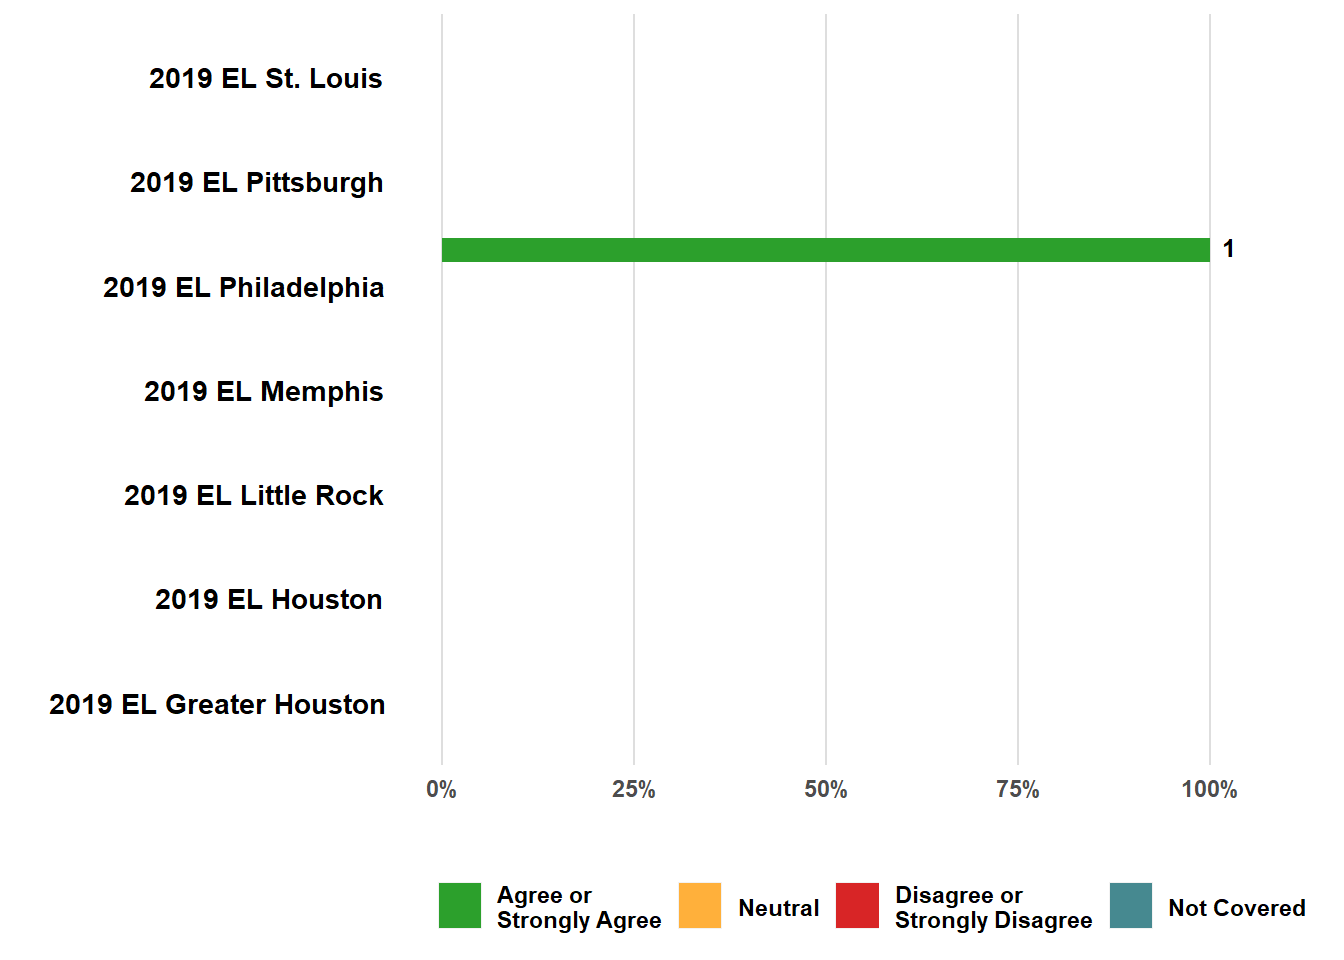 2019 EL St. Louis
2019 EL Pittsburgh
1
2019 EL Philadelphia
2019 EL Memphis
2019 EL Little Rock
2019 EL Houston
2019 EL Greater Houston
0% 25% 50% 75% 100%
Agree or
Strongly Agree
Neutral
Disagree or
Strongly Disagree
Not Covered